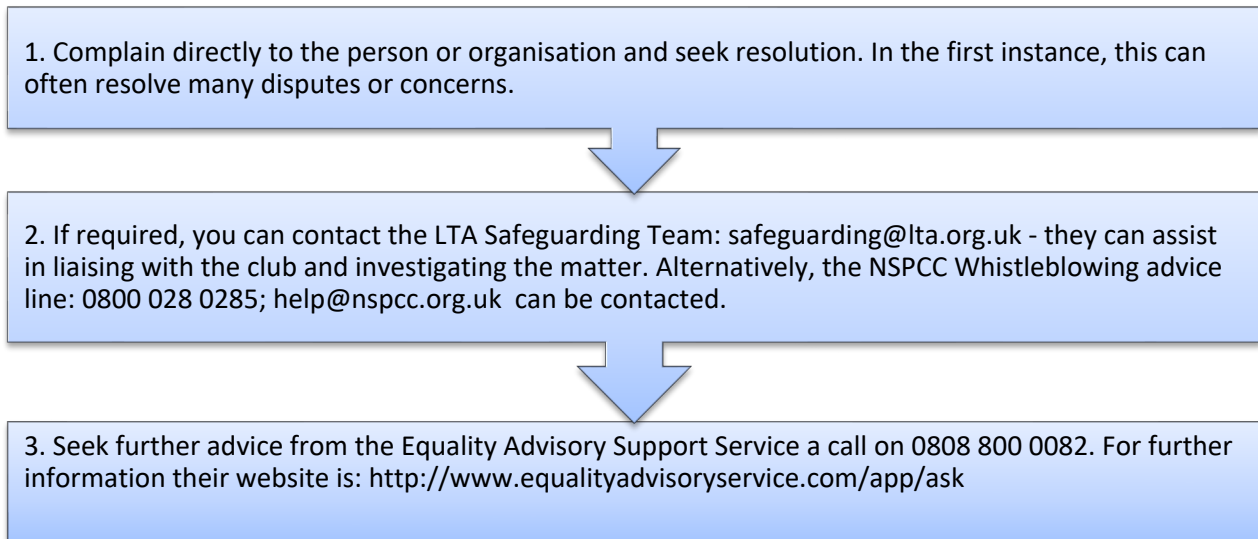 1. Complain directly to the person or organisation and seek resolution. In the first instance, this can
often resolve many disputes or concerns.
2. If required, you can contact the LTA Safeguarding Team: safeguarding@lta.org.uk - they can assist
in liaising with the club and investigating the matter. Alternatively, the NSPCC Whistleblowing advice
line: 0800 028 0285; help@nspcc.org.uk  can be contacted.
3. Seek further advice from the Equality Advisory Support Service a call on 0808 800 0082. For further
information their website is: http://www.equalityadvisoryservice.com/app/ask